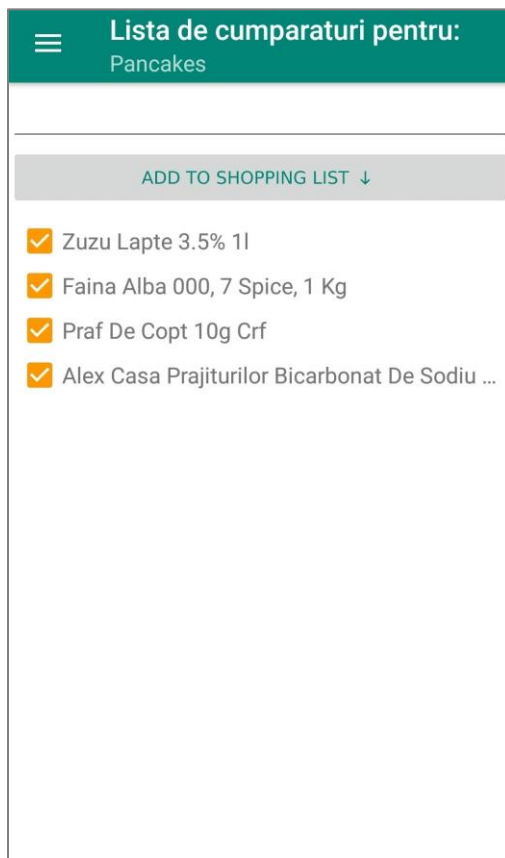 Lista de cumparaturi pentru:
Pancakes
ADD TO SHOPPING LIST ↓
Zuzu Lapte 3.5% 1l
Faina Alba 000, 7 Spice, 1 Kg
Praf De Copt 10g Crf
Alex Casa Prajiturilor Bicarbonat De Sodiu ...